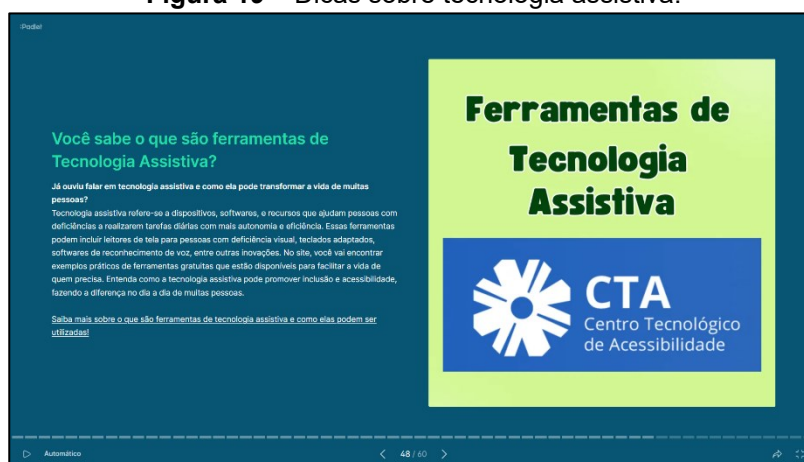 :Padlet
Você sabe o que são ferramentas de
Tecnologia Assistiva?
Já ouviu falar em tecnologia assistiva e como ela pode transformar a vida de muitas
pessoas?
Tecnologia assistiva refere-se a dispositivos, softwares, e recursos que ajudam pessoas com
deficiências a realizarem tarefas diárias com mais autonomia e eficiência. Essas ferramentas
podem incluir leitores de tela para pessoas com deficiência visual, teclados adaptados,
softwares de reconhecimento de voz, entre outras inovações. No site, você vai encontrar
exemplos práticos de ferramentas gratuitas que estão disponíveis para facilitar a vida de
quem precisa. Entenda como a tecnologia assistiva pode promover inclusão e acessibilidade,
fazendo a diferença no dia a dia de muitas pessoas.
Saiba mais sobre o que são ferramentas de tecnologia assistiva e como elas podem ser
utilizadas!
Ferramentas de
Tecnologia
Assistiva
CTA
Centro Tecnológico
de Acessibilidade
Automático
48 / 60